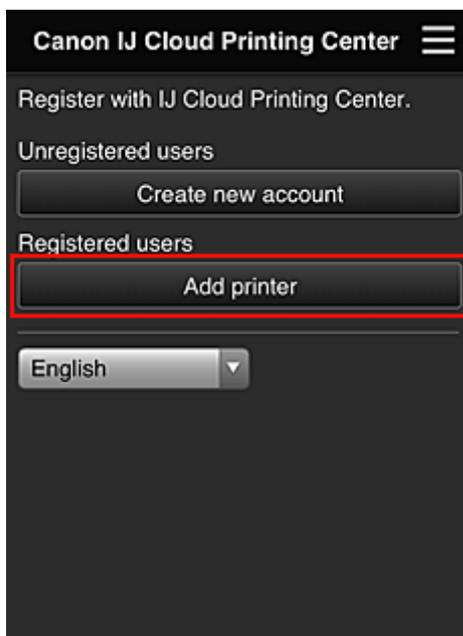 Canon IJ Cloud Printing Center
Register with IJ Cloud Printing Center.
Unregistered users
Create new account
Registered users
Add printer
English